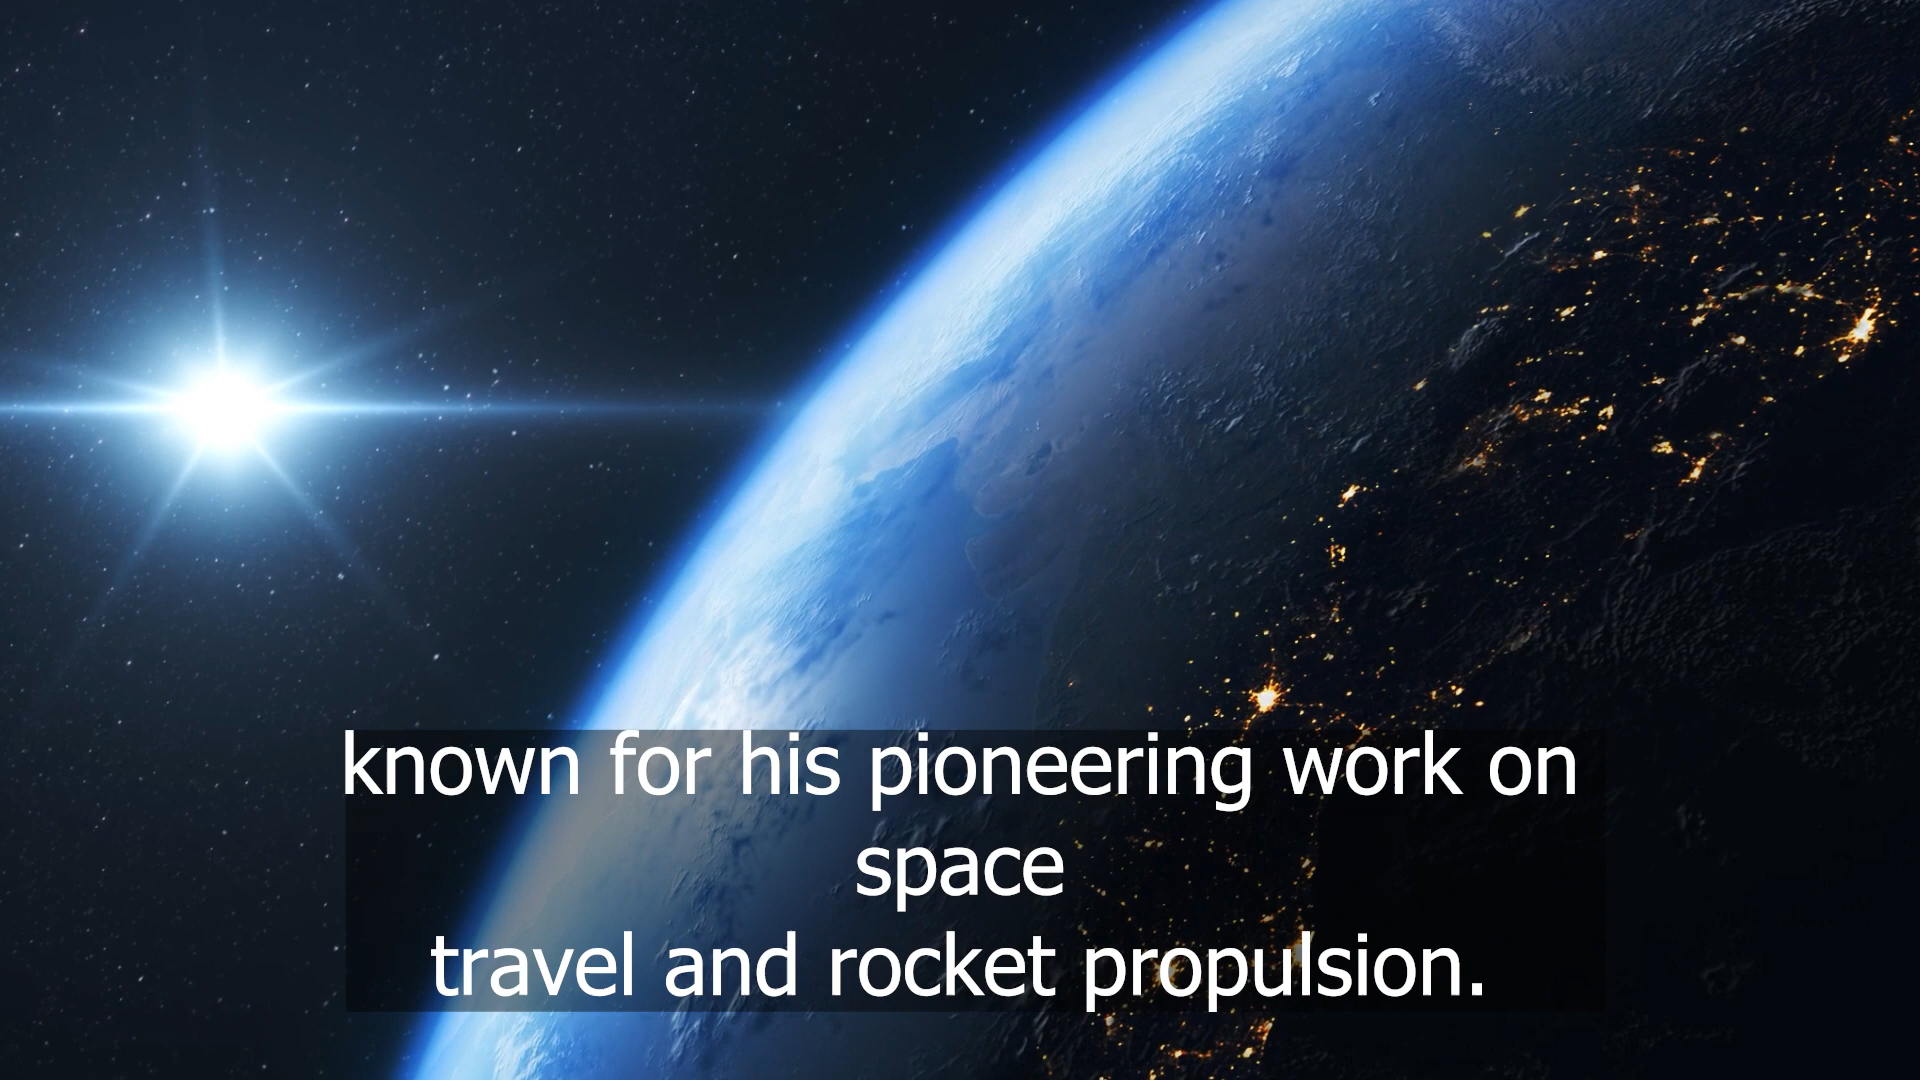 known for his pioneering work on
space
travel and rocket propulsion.